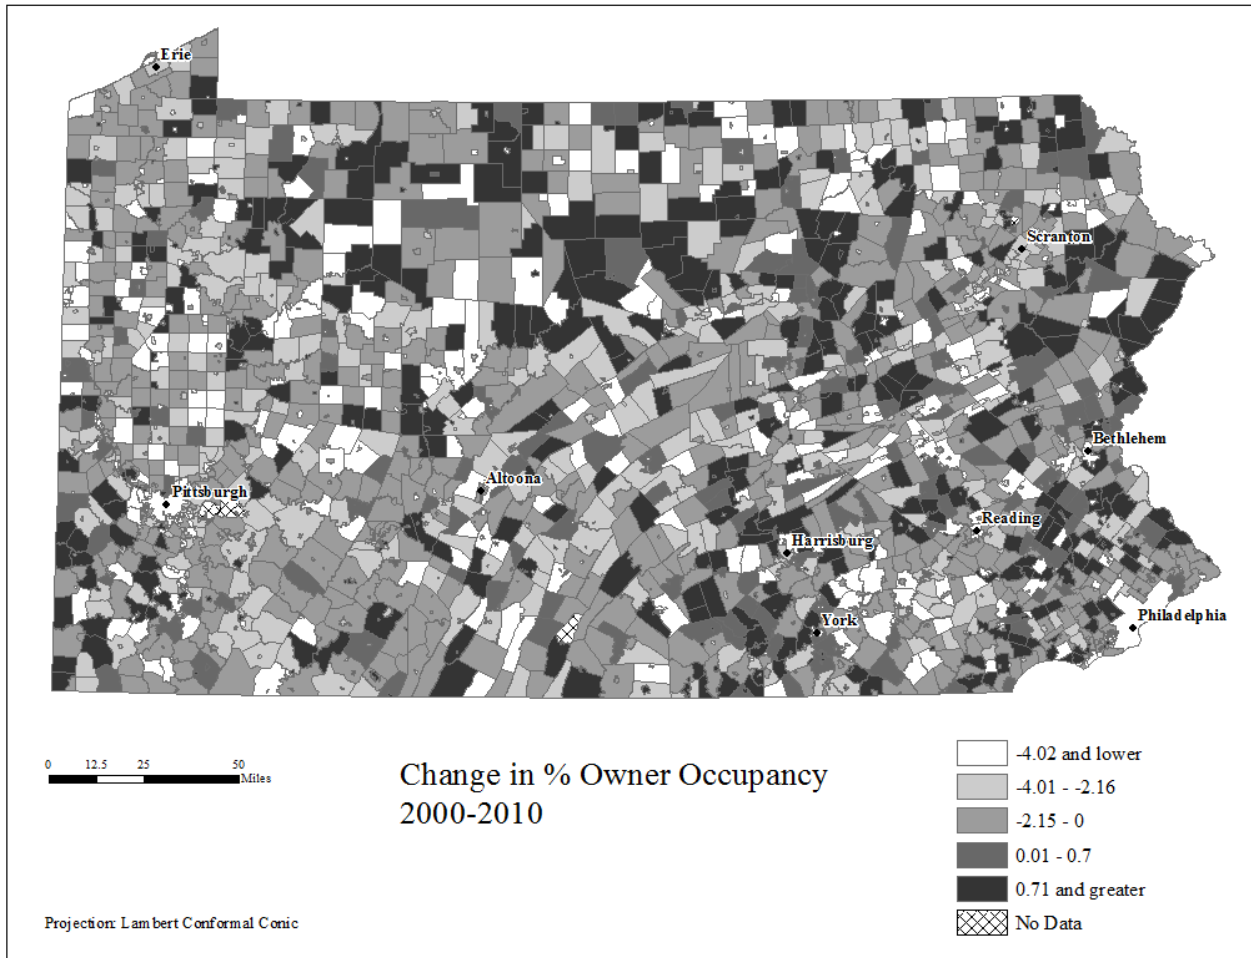 Erie
Scranton
Bethlehem
Altoona
Pittsburgh
Reading
Harrisburg
Philadelphia
York
0 12.5 25 50
Miles
Change in % Owner Occupancy
2000-2010
-4.02 and lower
-4.01 - -2.16
-2.15 - 0
0.01 - 0.7
0.71 and greater
No Data
Projection: Lambert Conformal Conic